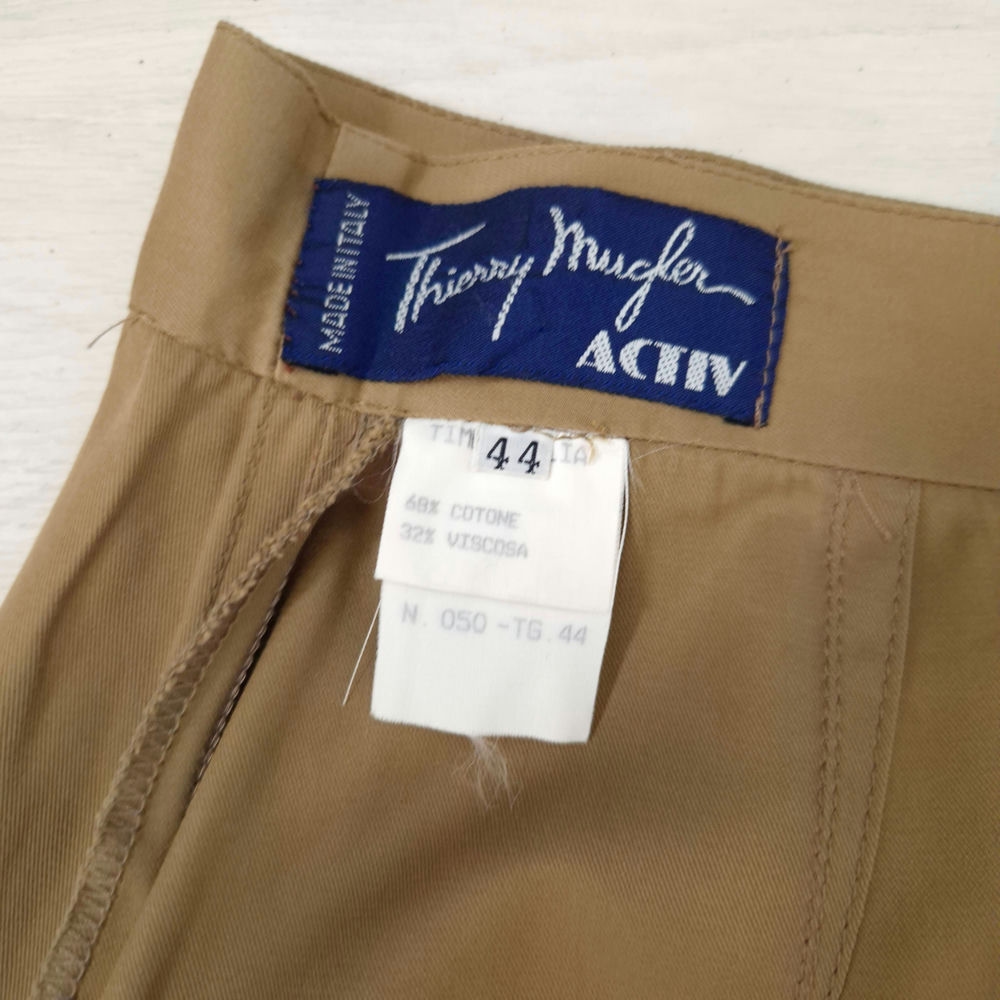 MADE IN ITALY
Thierry Mugler
ACTIV
44
68% COTONE
32% VISCOSA
N. 050 - TG. 44